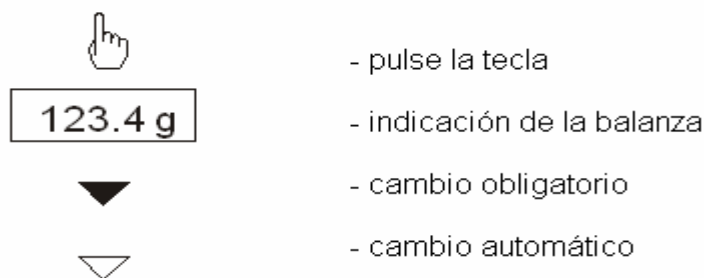 - pulse la tecla
123.4 g - indicación de la balanza
- cambio obligatorio
- cambio automático